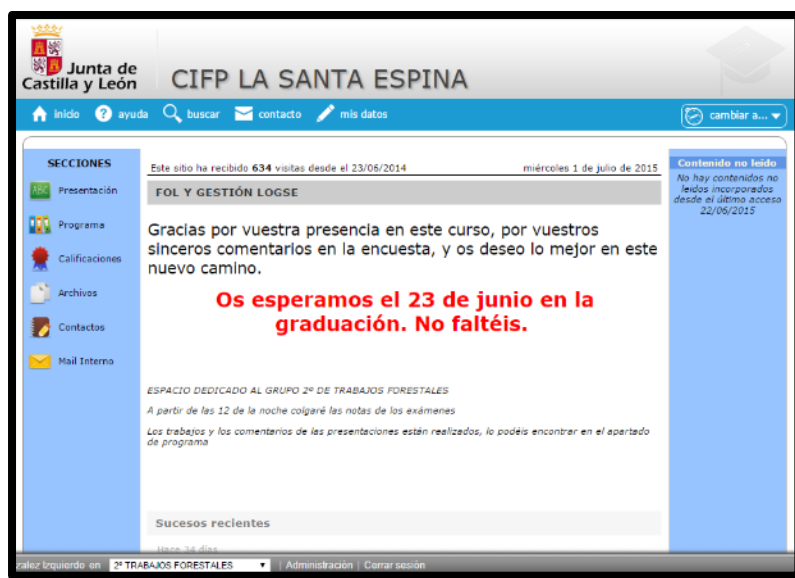 Junta de
Castilla y León
CIFP LA SANTA ESPINA
inicio ayuda buscar contacto mis datos cambiar a...
SECCIONES
Presentación
Programa
Calificaciones
Archivos
Contactos
Mail Interno
Este sitio ha recibido 634 visitas desde el 23/06/2014 miércoles 1 de julio de 2015
FOL Y GESTIÓN LOGSE
Gracias por vuestra presencia en este curso, por vuestros
sinceros comentarios en la encuesta, y os deseo lo mejor en este
nuevo camino.
Os esperamos el 23 de junio en la
graduación. No faltéis.
ESPACIO DEDICADO AL GRUPO 2º DE TRABAJOS FORESTALES
A partir de las 12 de la noche colgaré las notas de los exámenes
Los trabajos y los comentarios de las presentaciones están realizados, lo podéis encontrar en el apartado
de programa
Sucesos recientes
Hace 34 días
Contenido no leído
No hay contenidos no
leídos incorporados
desde el último acceso
22/06/2015
zalez Izquierdo en 2º TRABAJOS FORESTALES | Administración | Cerrar sesión